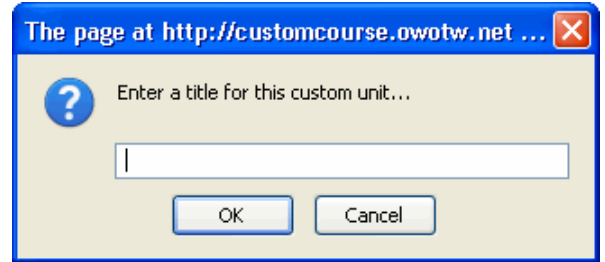 The page at http://customcourse.owotw.net ...
Enter a title for this custom unit...
OK Cancel